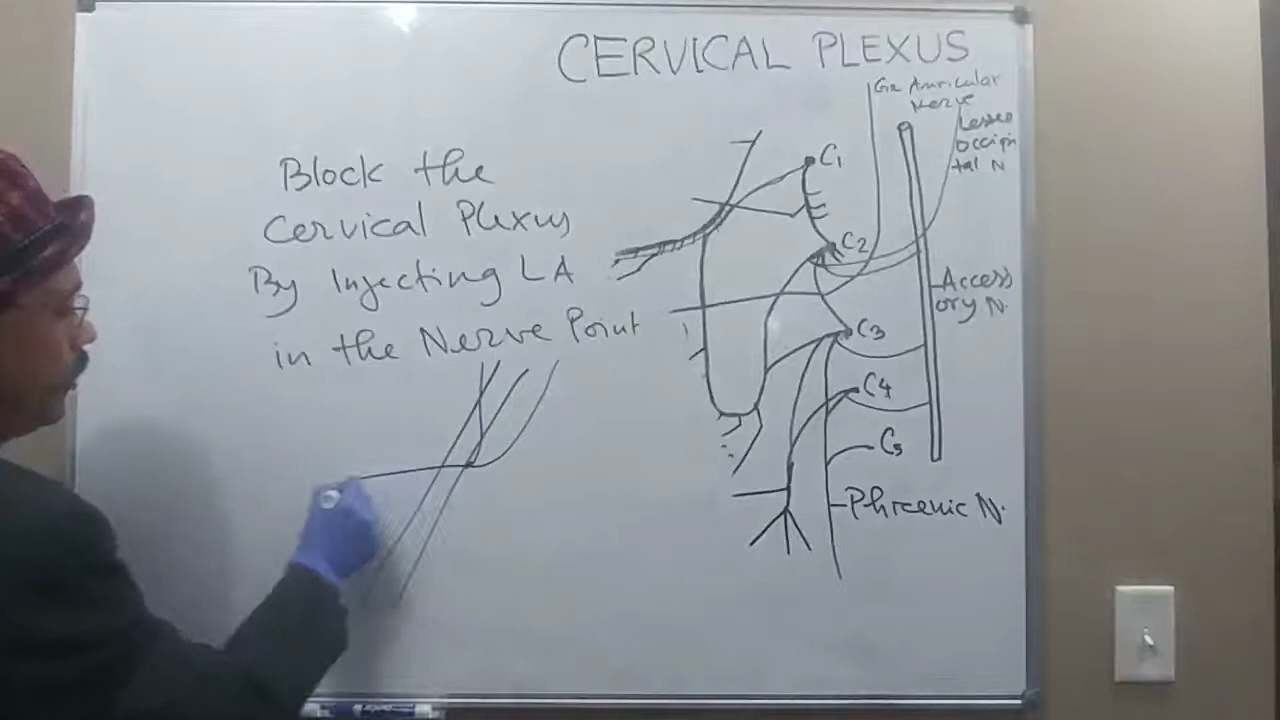 CERVICAL PLEXUS
Block the
Cervical Plexus
By Injecting LA
in the Nerve Point
Gr Auricular
Nerve
Lesser
Occipi
tal N
C1
C2
Access
ory N.
C3
C4
C5
Phrenic N.